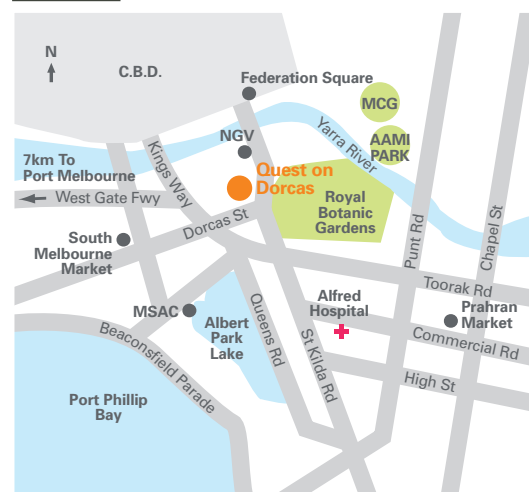 N
C.B.D.
Federation Square
MCG
NGV
Yarra River
AAMI
PARK
Kings Way
7km To
Port Melbourne
Quest on
Dorcas
West Gate Fwy
Royal
Botanic
Gardens
Dorcas St
Punt Rd
Chapel St
South
Melbourne
Market
Toorak Rd
MSAC
Alfred
Hospital
Prahran
Market
Albert
Park
Lake
Queens Rd
St Kilda Rd
Commercial Rd
Beaconsfield Parade
High St
Port Phillip
Bay